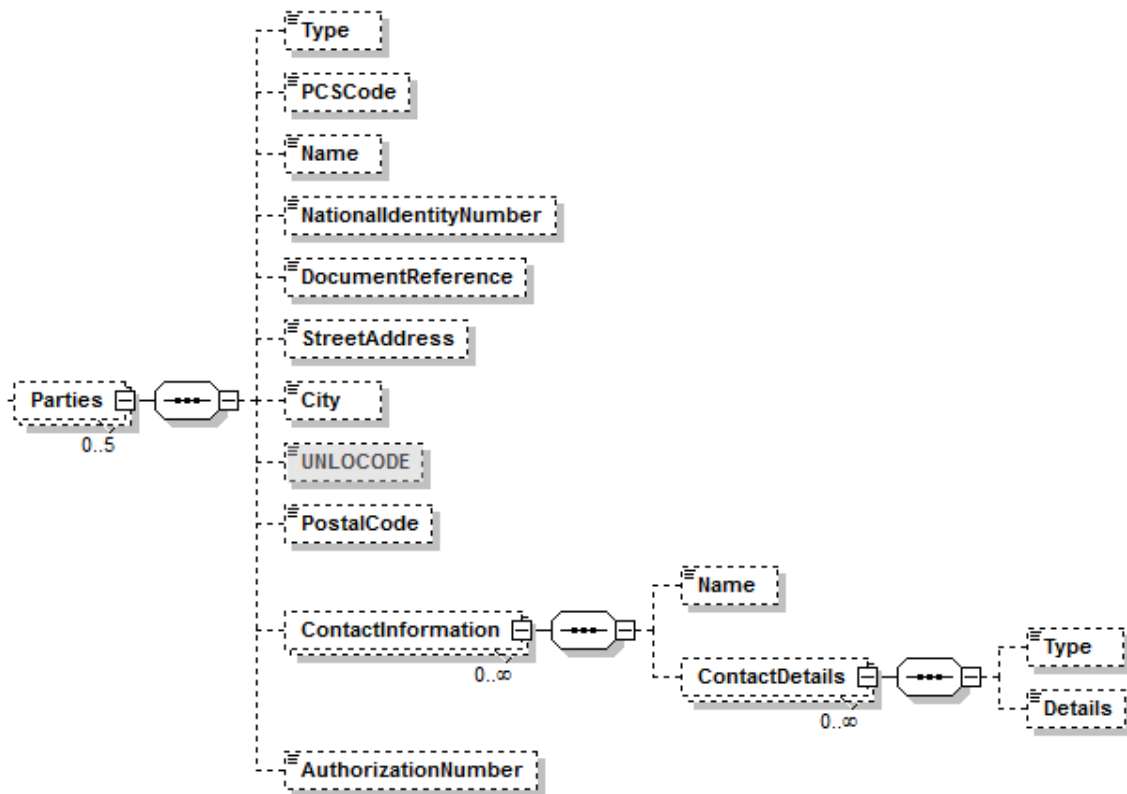 Type
PCSCode
Name
NationalIdentityNumber
DocumentReference
StreetAddress
Parties
0..5
City
UNLOCODE
PostalCode
ContactInformation
0..∞
Name
ContactDetails
0..∞
Type
Details
AuthorizationNumber